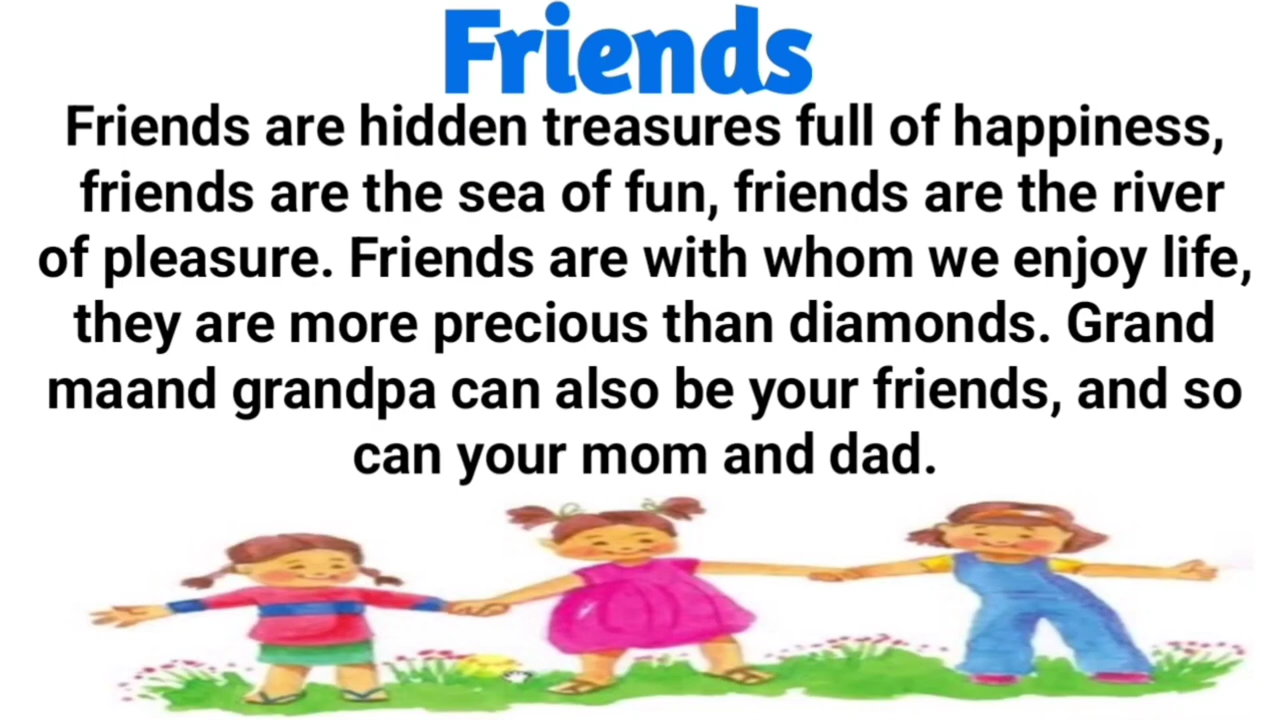 Friends
Friends are hidden treasures full of happiness,
friends are the sea of fun, friends are the river
of pleasure. Friends are with whom we enjoy life,
they are more precious than diamonds. Grand
maand grandpa can also be your friends, and so
can your mom and dad.